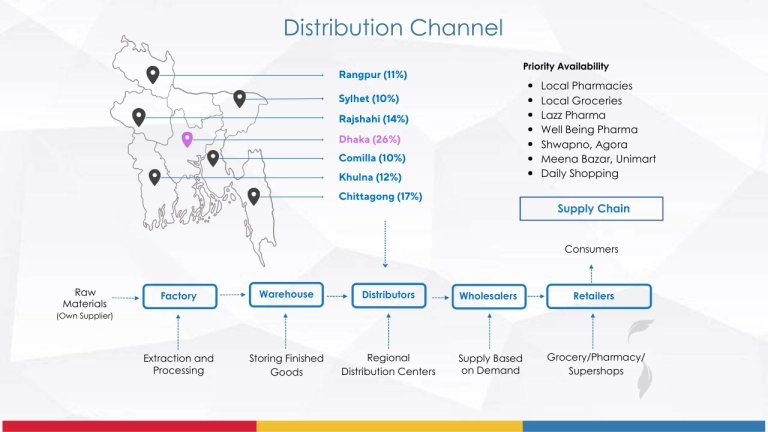 Distribution Channel
Rangpur (11%)
Sylhet (10%)
Rajshahi (14%)
Dhaka (26%)
Comilla (10%)
Khulna (12%)
Chittagong (17%)
Priority Availability
• Local Pharmacies
• Local Groceries
• Lazz Pharma
• Well Being Pharma
• Shwapno, Agora
• Meena Bazar, Unimart
• Daily Shopping
Supply Chain
Consumers
Raw
Materials
(Own Supplier)
Factory
Warehouse
Distributors
Wholesalers
Retailers
Extraction and
Processing
Storing Finished
Goods
Regional
Distribution Centers
Supply Based
on Demand
Grocery/Pharmacy/
Supershops